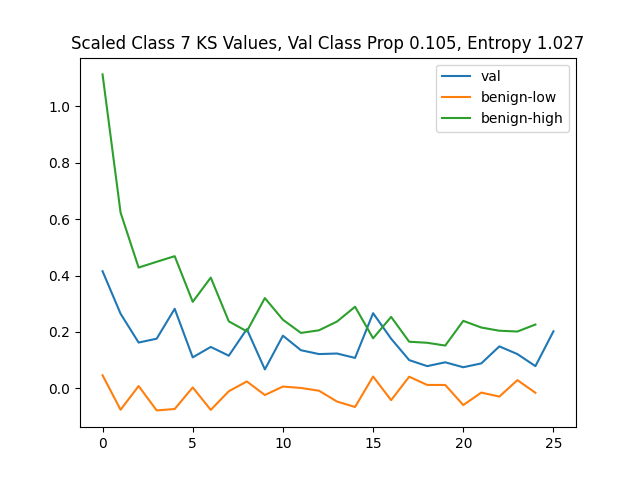 Scaled Class 7 KS Values, Val Class Prop 0.105, Entropy 1.027
val
benign-low
benign-high
1.0
0.8
0.6
0.4
0.2
0.0
0 5 10 15 20 25